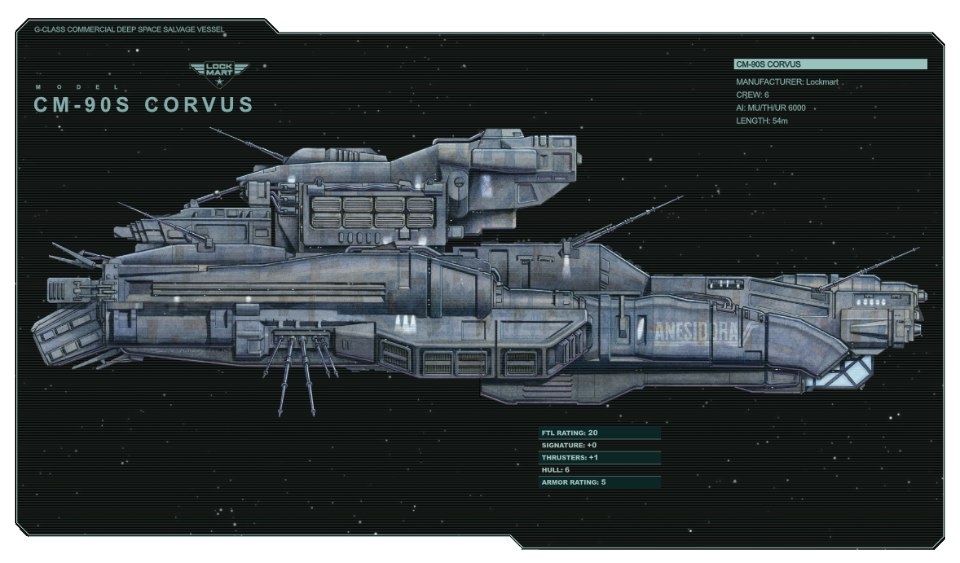 G-CLASS COMMERCIAL DEEP SPACE SALVAGE VESSEL
LOCK
MART
MODEL
CM-90S CORVUS
CM-90S CORVUS
MANUFACTURER: Lockmart
CREW: 6
AI: MU/TH/UR 6000
LENGTH: 54m
ANESIDORA
FTL RATING: 20
SIGNATURE: +0
THRUSTERS: +1
HULL: 6
ARMOR RATING: 5